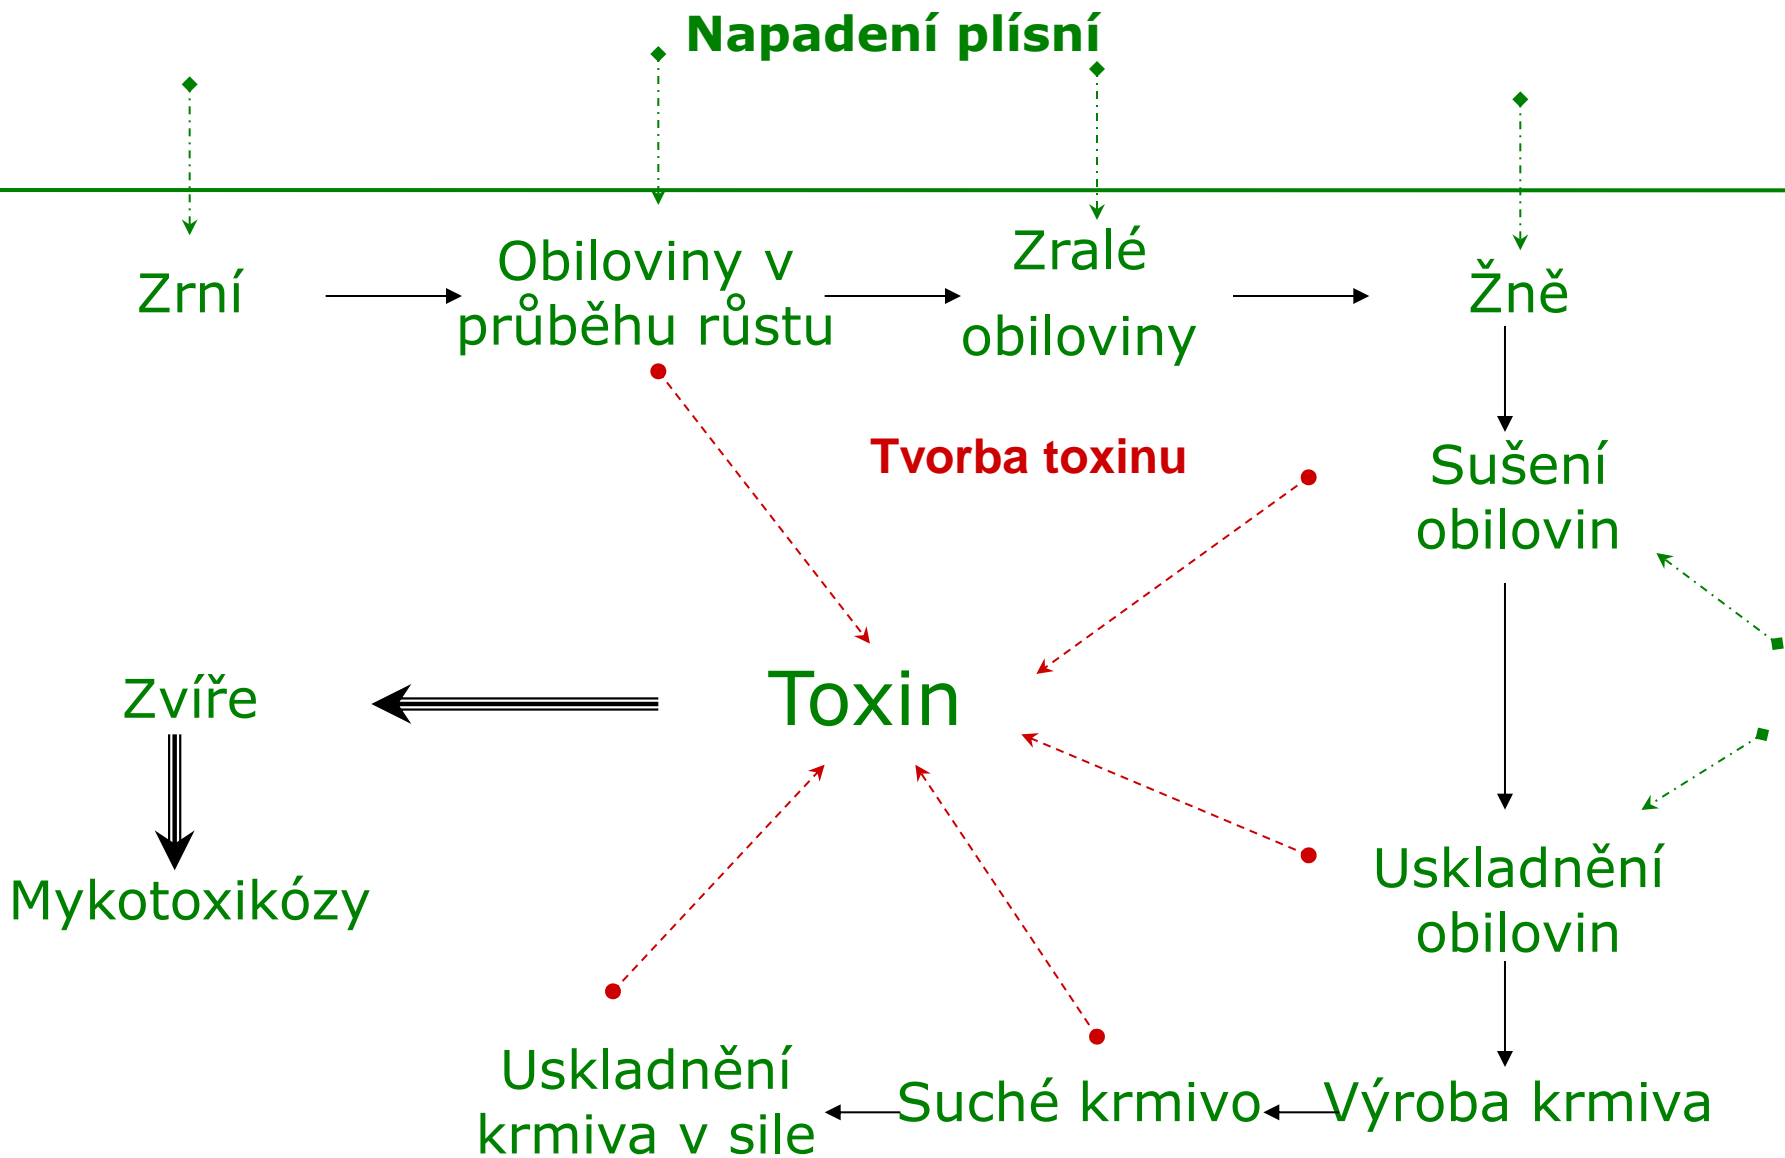 Napadení plísní
Zrní
Obiloviny v
průběhu růstu
Zralé
obiloviny
Žně
Tvorba toxinu
Sušení
obilovin
Zvíře
Toxin
Mykotoxikózy
Uskladnění
obilovin
Uskladnění
krmiva v sile
Suché krmivo
Výroba krmiva